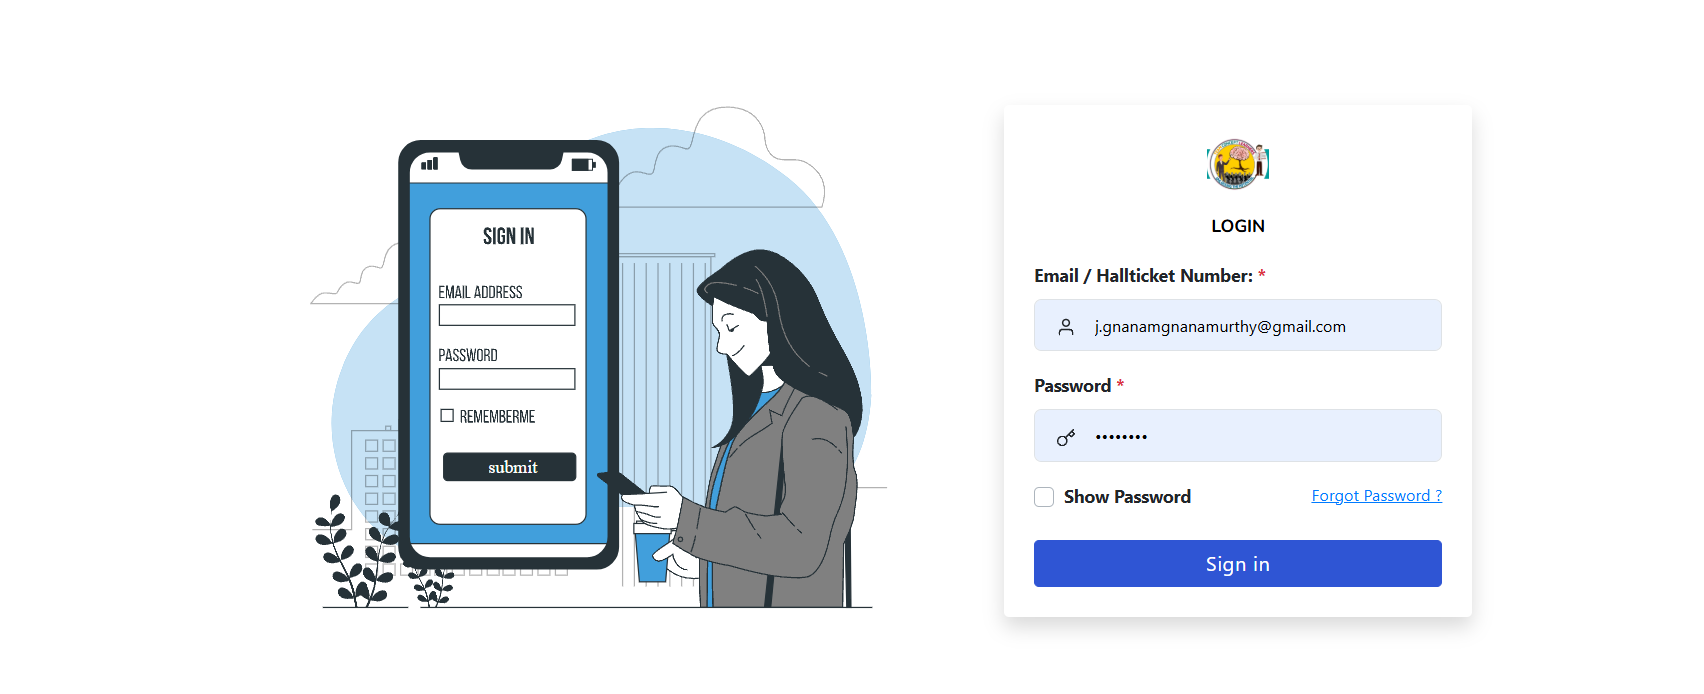 SIGN IN
EMAIL ADDRESS
PASSWORD
REMEMBERME
submit
LOGIN
Email / Hallticket Number: *
j.gnanamgnanamurthy@gmail.com
Password *
••••••••
Show Password
Forgot Password ?
Sign in